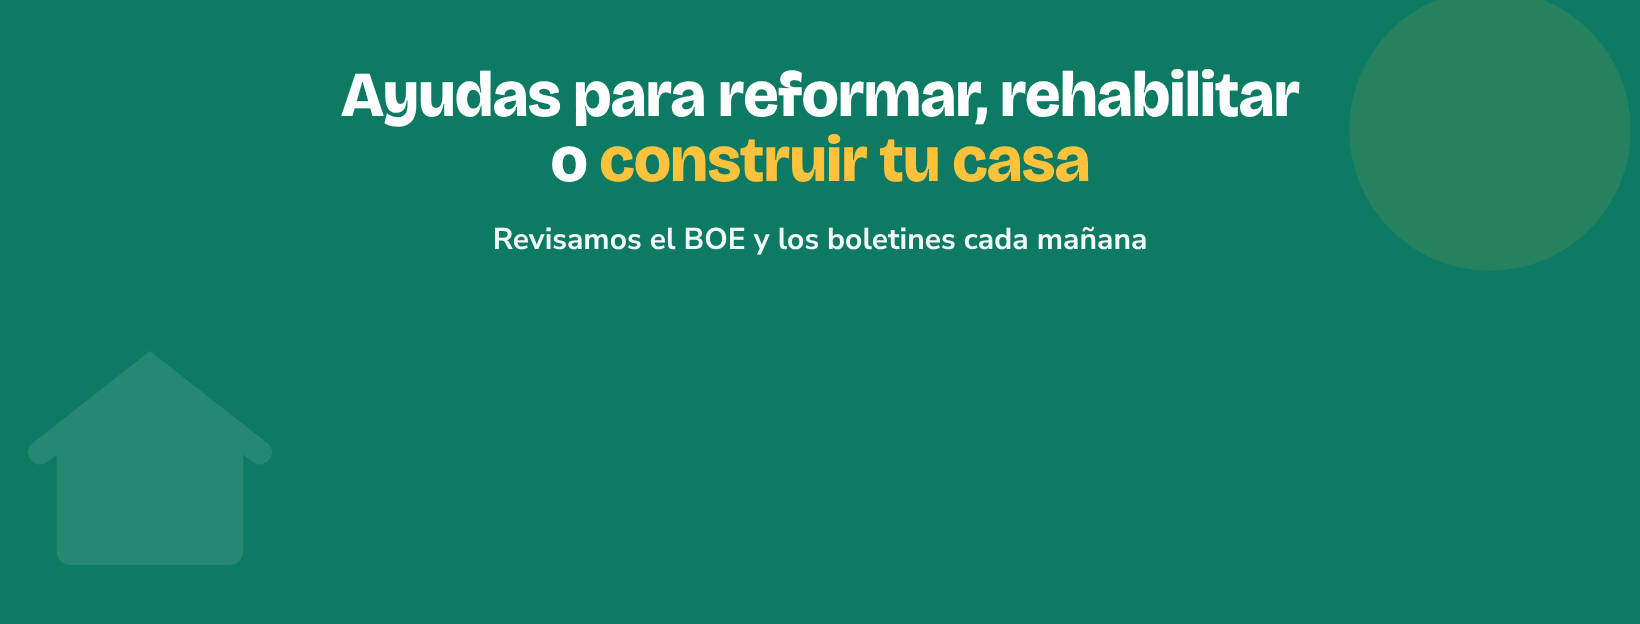 Ayudas para reformar, rehabilitar
o construir tu casa
Revisamos el BOE y los boletines cada mañana